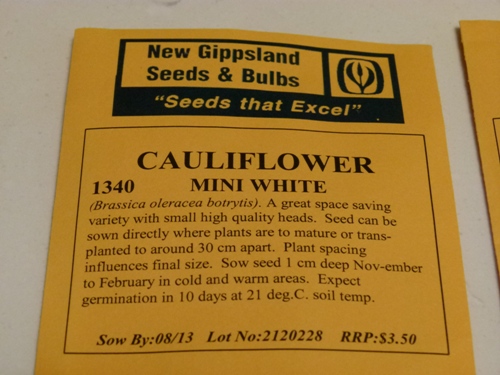 New Gippsland
Seeds & Bulbs
"Seeds that Excel"
CAULIFLOWER
1340 MINI WHITE
(Brassica oleracea botrytis). A great space saving
variety with small high quality heads. Seed can be
sown directly where plants are to mature or trans-
planted to around 30 cm apart. Plant spacing
influences final size. Sow seed 1 cm deep Nov-ember
to February in cold and warm areas. Expect
germination in 10 days at 21 deg.C. soil temp.
Sow By:08/13 Lot No:2120228 RRP:$3.50